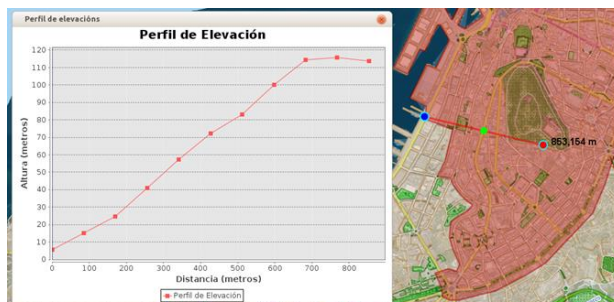 Perfil de elevacións
Perfil de Elevación
120
110
100
90
80
70
60
50
40
30
20
10
0
Altura (metros)
0 100 200 300 400 500 600 700 800
Distancia (metros)
Perfil de Elevación
853,154 m